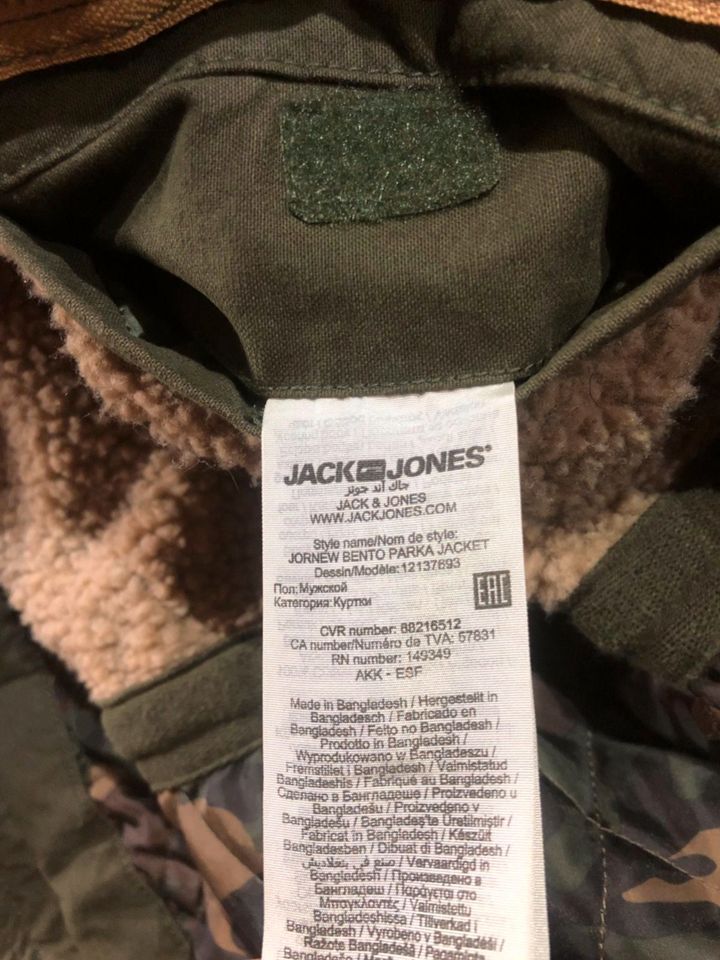 JACK JONES®
جاك اند جونز
JACK & JONES
WWW.JACKJONES.COM
Style name/Nom de style:
JORNEW BENTO PARKA JACKET
Dessin/Modèle:12137693
Пол: Мужской
Категория: Куртки
EAC
CVR number: 88216512
CA number/Numéro da TVA: 57831
RN number: 149349
AKK - ESF
Made in Bangladesh / Hergestellt in
Bangladesch / Fabricado en
Bangladesh / Feito no Bangladesh /
Prodotto in Bangladesh /
Wyprodukowano w Bangladeszu /
Fremstillet i Bangladesh / Valmistatud
Bangladeshis / Fabriqué au Bangladesh /
Сделано в Бангладеше / Proizvedeno u
Bangladešu / Proizvedeno v
Bangladešu / Bangladeş'te Üretilmiştir /
Fabricat in Bangladesh / Készült
Bangladesben / Dibuat di Bangladesh /
صنع في بنغلاديش / Vervaardigd in
Bangladesh / Произведено в
Бангладеш / Παράγεται στο
Μπαγκλαντές / Valmistettu
Bangladeshissa / Tillverkad i
Bangladesh / Vyrobeno v Bangladéši /
Ražots Bangladešā / Pagaminta